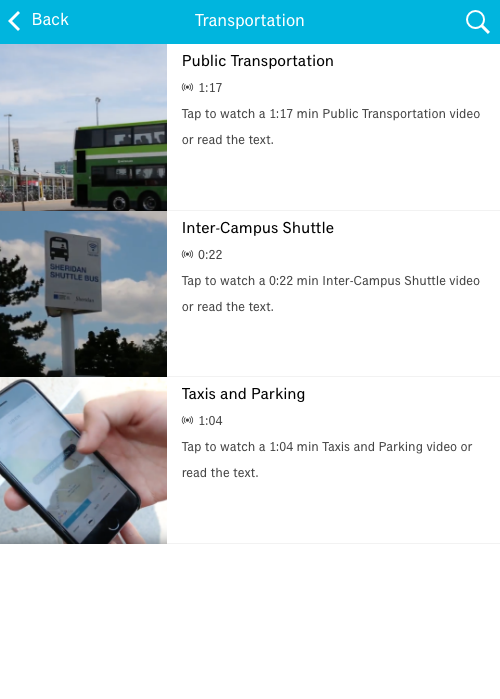 Back
Transportation
Public Transportation
1:17
Tap to watch a 1:17 min Public Transportation video
or read the text.
SHERIDAN
SHUTTLE BUS
Sheridan
Inter-Campus Shuttle
0:22
Tap to watch a 0:22 min Inter-Campus Shuttle video
or read the text.
Taxis and Parking
1:04
Tap to watch a 1:04 min Taxis and Parking video or
read the text.